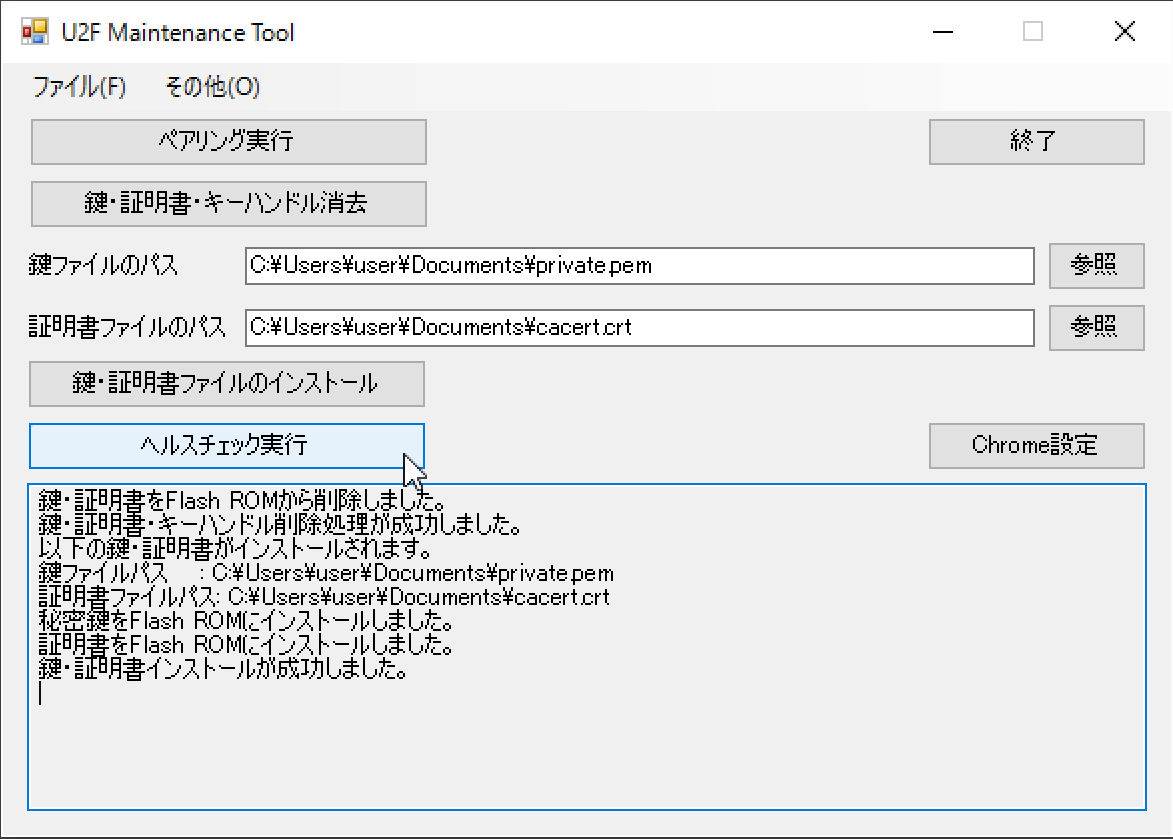 U2F Maintenance Tool
ファイル(F) その他(O)
ペアリング実行
終了
鍵・証明書・キーハンドル消去
鍵ファイルのパス C:¥Users¥user¥Documents¥private.pem 参照
証明書ファイルのパス C:¥Users¥user¥Documents¥cacert.crt 参照
鍵・証明書ファイルのインストール
ヘルスチェック実行
Chrome設定
鍵・証明書をFlash ROMから削除しました。
鍵・証明書・キーハンドル削除処理が成功しました。
以下の鍵・証明書がインストールされます。
鍵ファイルパス　: C:¥Users¥user¥Documents¥private.pem
証明書ファイルパス: C:¥Users¥user¥Documents¥cacert.crt
秘密鍵をFlash ROMにインストールしました。
証明書をFlash ROMにインストールしました。
鍵・証明書インストールが成功しました。